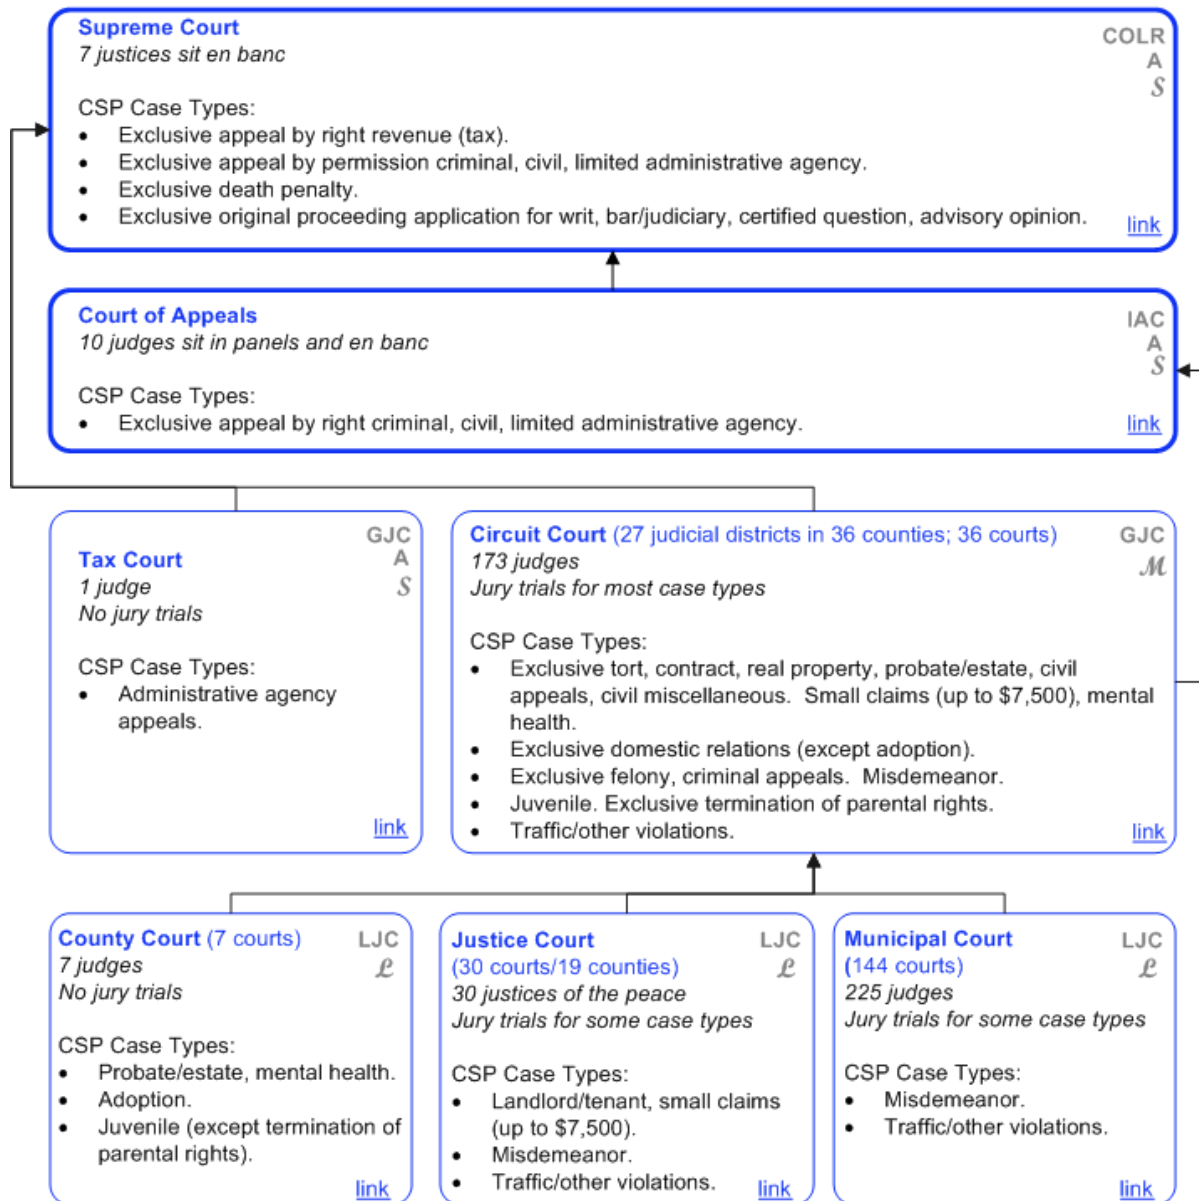 Supreme Court
COLR
7 justices sit en banc
A
S
CSP Case Types:
• Exclusive appeal by right revenue (tax).
• Exclusive appeal by permission criminal, civil, limited administrative agency.
• Exclusive death penalty.
• Exclusive original proceeding application for writ, bar/judiciary, certified question, advisory opinion.
link
Court of Appeals
IAC
10 judges sit in panels and en banc
A
S
CSP Case Types:
• Exclusive appeal by right criminal, civil, limited administrative agency.
link
GJC
Tax Court
A
1 judge
S
No jury trials
CSP Case Types:
• Administrative agency
appeals.
link
Circuit Court (27 judicial districts in 36 counties; 36 courts)
GJC
173 judges
M
Jury trials for most case types
CSP Case Types:
• Exclusive tort, contract, real property, probate/estate, civil
appeals, civil miscellaneous. Small claims (up to $7,500), mental
health.
• Exclusive domestic relations (except adoption).
• Exclusive felony, criminal appeals. Misdemeanor.
• Juvenile. Exclusive termination of parental rights.
• Traffic/other violations.
link
County Court (7 courts)
LJC
7 judges
L
No jury trials
CSP Case Types:
• Probate/estate, mental health.
• Adoption.
• Juvenile (except termination of
parental rights).
link
Justice Court
LJC
(30 courts/19 counties)
L
30 justices of the peace
Jury trials for some case types
CSP Case Types:
• Landlord/tenant, small claims
(up to $7,500).
• Misdemeanor.
• Traffic/other violations.
link
Municipal Court
LJC
(144 courts)
L
225 judges
Jury trials for some case types
CSP Case Types:
• Misdemeanor.
• Traffic/other violations.
link